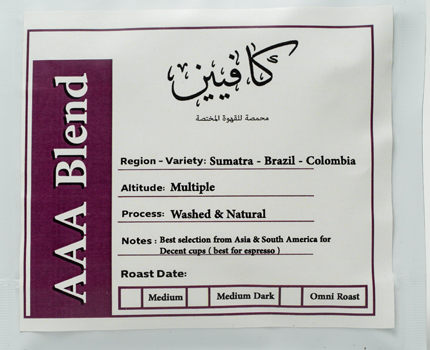 AAA Blend
كافيين
محمصة للقهوة المختصة
Region - Variety: Sumatra - Brazil - Colombia
Altitude: Multiple
Process: Washed & Natural
Notes : Best selection from Asia & South America for
Decent cups ( best for espresso )
Roast Date:
Medium Medium Dark Omni Roast